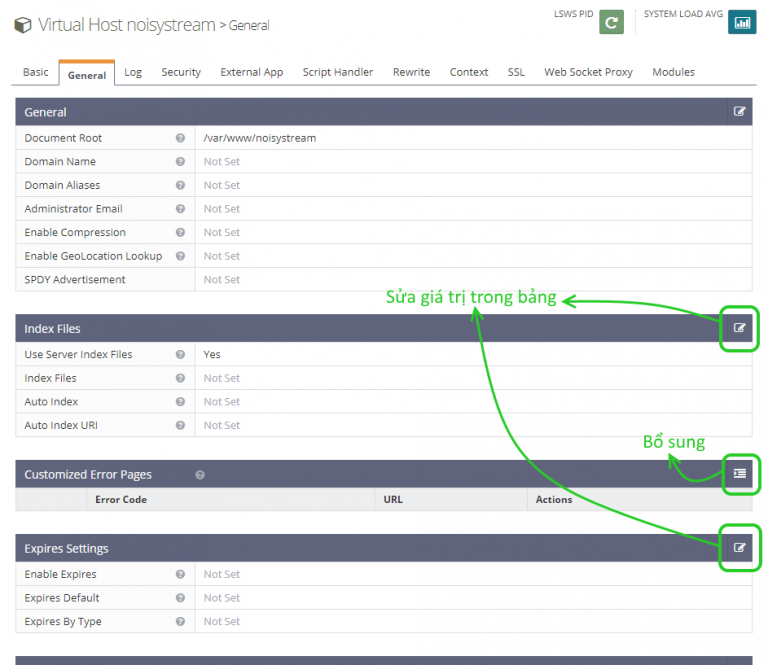 Virtual Host noisystream > General
LSWS PID
SYSTEM LOAD AVG
Basic General Log Security External App Script Handler Rewrite Context SSL Web Socket Proxy Modules
General
Document Root /var/www/noisystream
Domain Name Not Set
Domain Aliases Not Set
Administrator Email Not Set
Enable Compression Not Set
Enable GeoLocation Lookup Not Set
SPDY Advertisement Not Set
Sửa giá trị trong bảng
Index Files
Use Server Index Files Yes
Index Files Not Set
Auto Index Not Set
Auto Index URI Not Set
Bổ sung
Customized Error Pages
Error Code URL Actions
Expires Settings
Enable Expires Not Set
Expires Default Not Set
Expires By Type Not Set